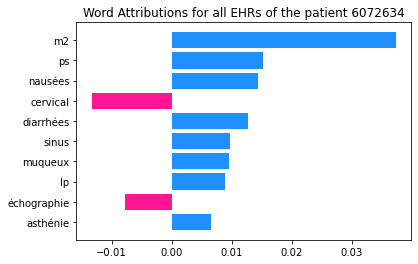 Word Attributions for all EHRs of the patient 6072634
m2
ps
nausées
cervical
diarrhées
sinus
muqueux
lp
échographie
asthénie
−0.01 0.00 0.01 0.02 0.03